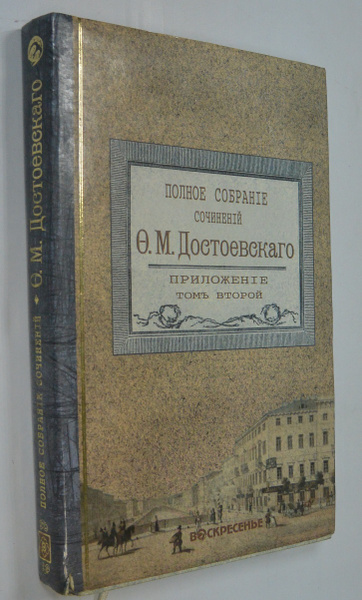 ПОЛНОЕ СОБРАНІЕ
СОЧИНЕНІЙ
Ѳ. М. Достоевскаго
ПРИЛОЖЕНІЕ
ТОМЪ ВТОРОЙ
ВОСКРЕСЕНЬЕ
ПОЛНОЕ СОБРАНІЕ СОЧИНЕНІЙ • Ѳ. М. Достоевскаго